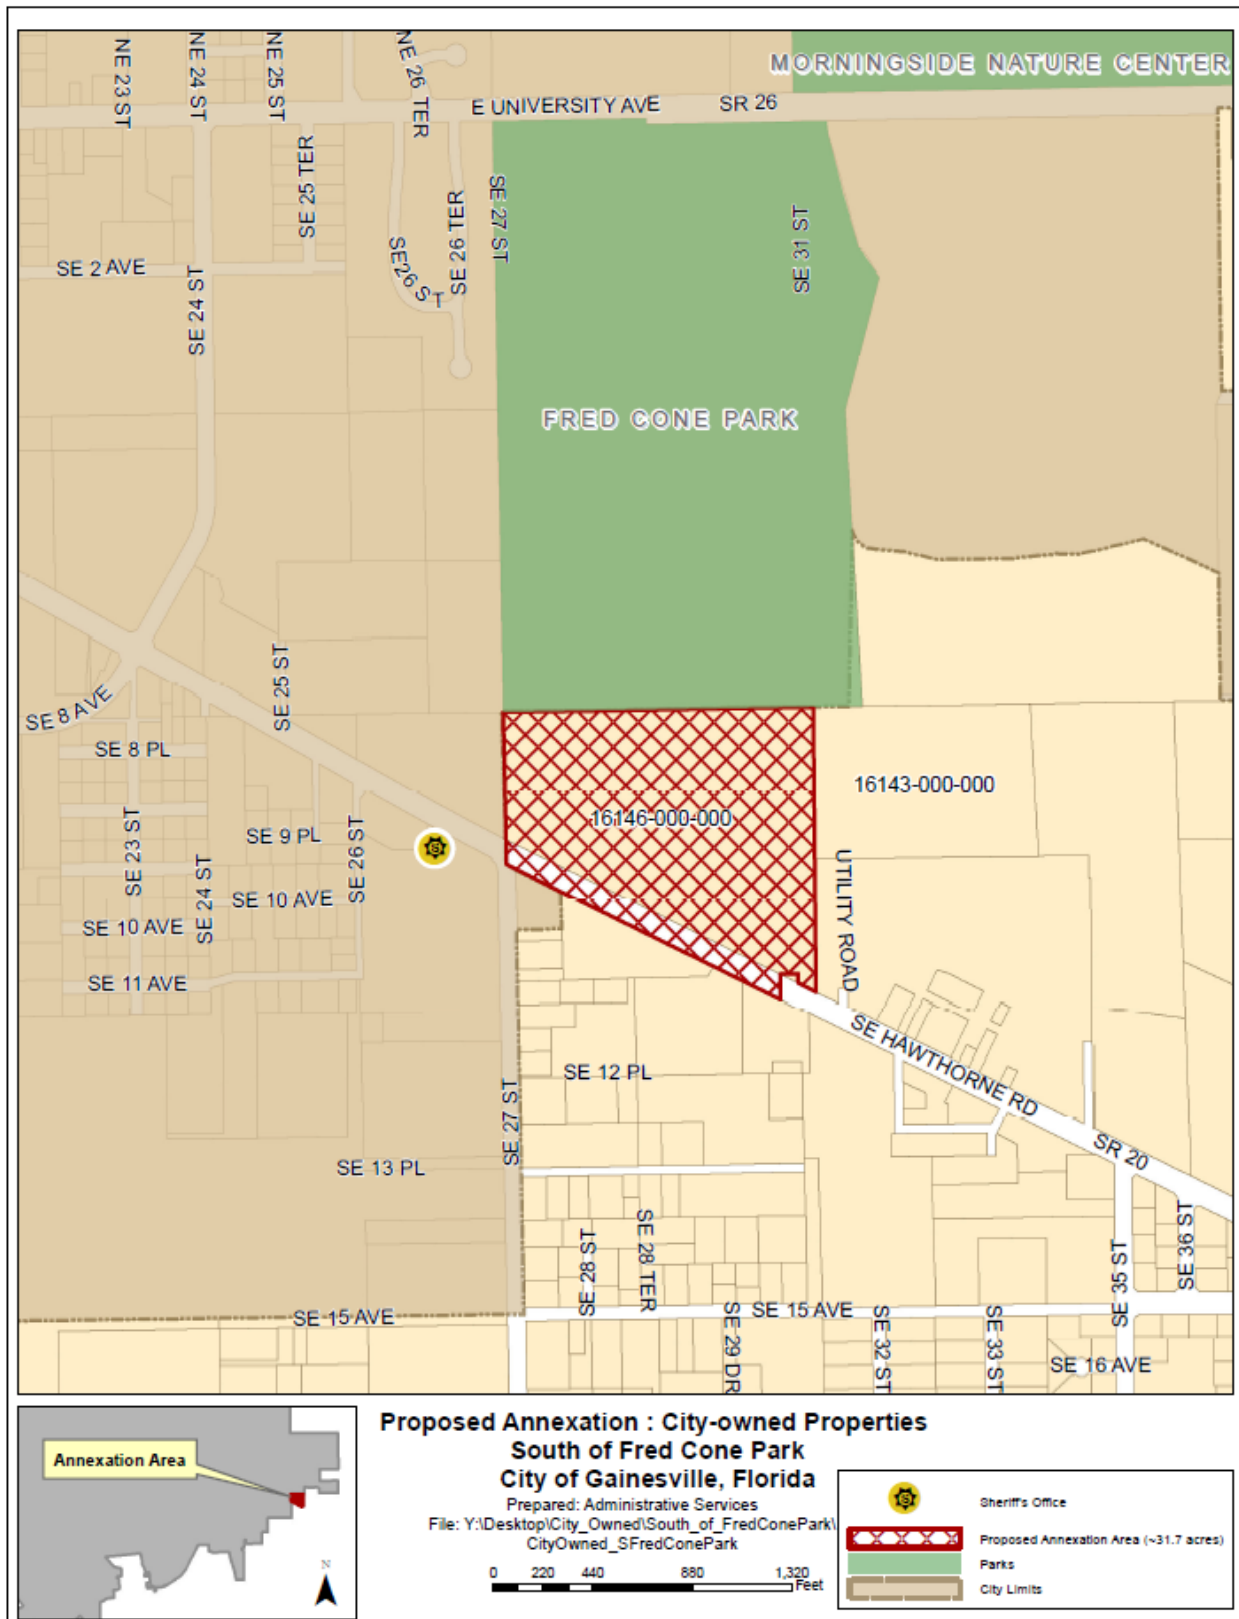 MORNINGSIDE NATURE CENTER
NE 23 ST
NE 24 ST
NE 25 ST
NE 26 TER
E UNIVERSITY AVE
SR 26
SE 25 TER
SE 26 TER
SE 27 ST
SE 31 ST
SE 2 AVE
SE 24 ST
SE26 ST
FRED CONE PARK
SE 25 ST
SE 8 AVE
SE 8 PL
16143-000-000
16146-000-000
SE 9 PL
SE 23 ST
SE 24 ST
SE 26 ST
S
UTILITY ROAD
SE 10 AVE
SE 10 AVE
SE 11 AVE
SE HAWTHORNE RD
SE 12 PL
SE 27 ST
SR 20
SE 13 PL
SE 28 ST
SE 28 TER
SE 35 ST
SE 36 ST
SE 15 AVE
SE 15 AVE
SE 29 DR
SE 32 ST
SE 33 ST
SE 16 AVE
Annexation Area
N
Proposed Annexation : City-owned Properties
South of Fred Cone Park
City of Gainesville, Florida
Prepared: Administrative Services
File: Y:\Desktop\City_Owned\South_of_FredConePark\
CityOwned_SFredConePark
0 220 440 880 1,320
Feet
S
Sheriff's Office
Proposed Annexation Area (~31.7 acres)
Parks
City Limits